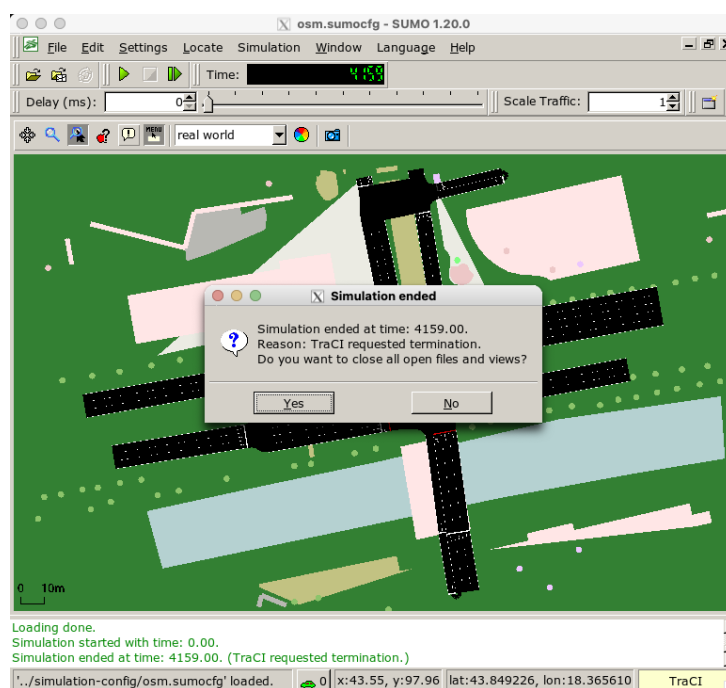 osm.sumocfg - SUMO 1.20.0
File Edit Settings Locate Simulation Window Language Help
Time: 4159
Delay (ms): 0 Scale Traffic: 1
MENU real world
Simulation ended
Simulation ended at time: 4159.00.
Reason: TraCI requested termination.
Do you want to close all open files and views?
Yes No
0 10m
Loading done.
Simulation started with time: 0.00.
Simulation ended at time: 4159.00. (TraCI requested termination.)
'../simulation-config/osm.sumocfg' loaded. 0 x:43.55, y:97.96 lat:43.849226, lon:18.365610 TraCI